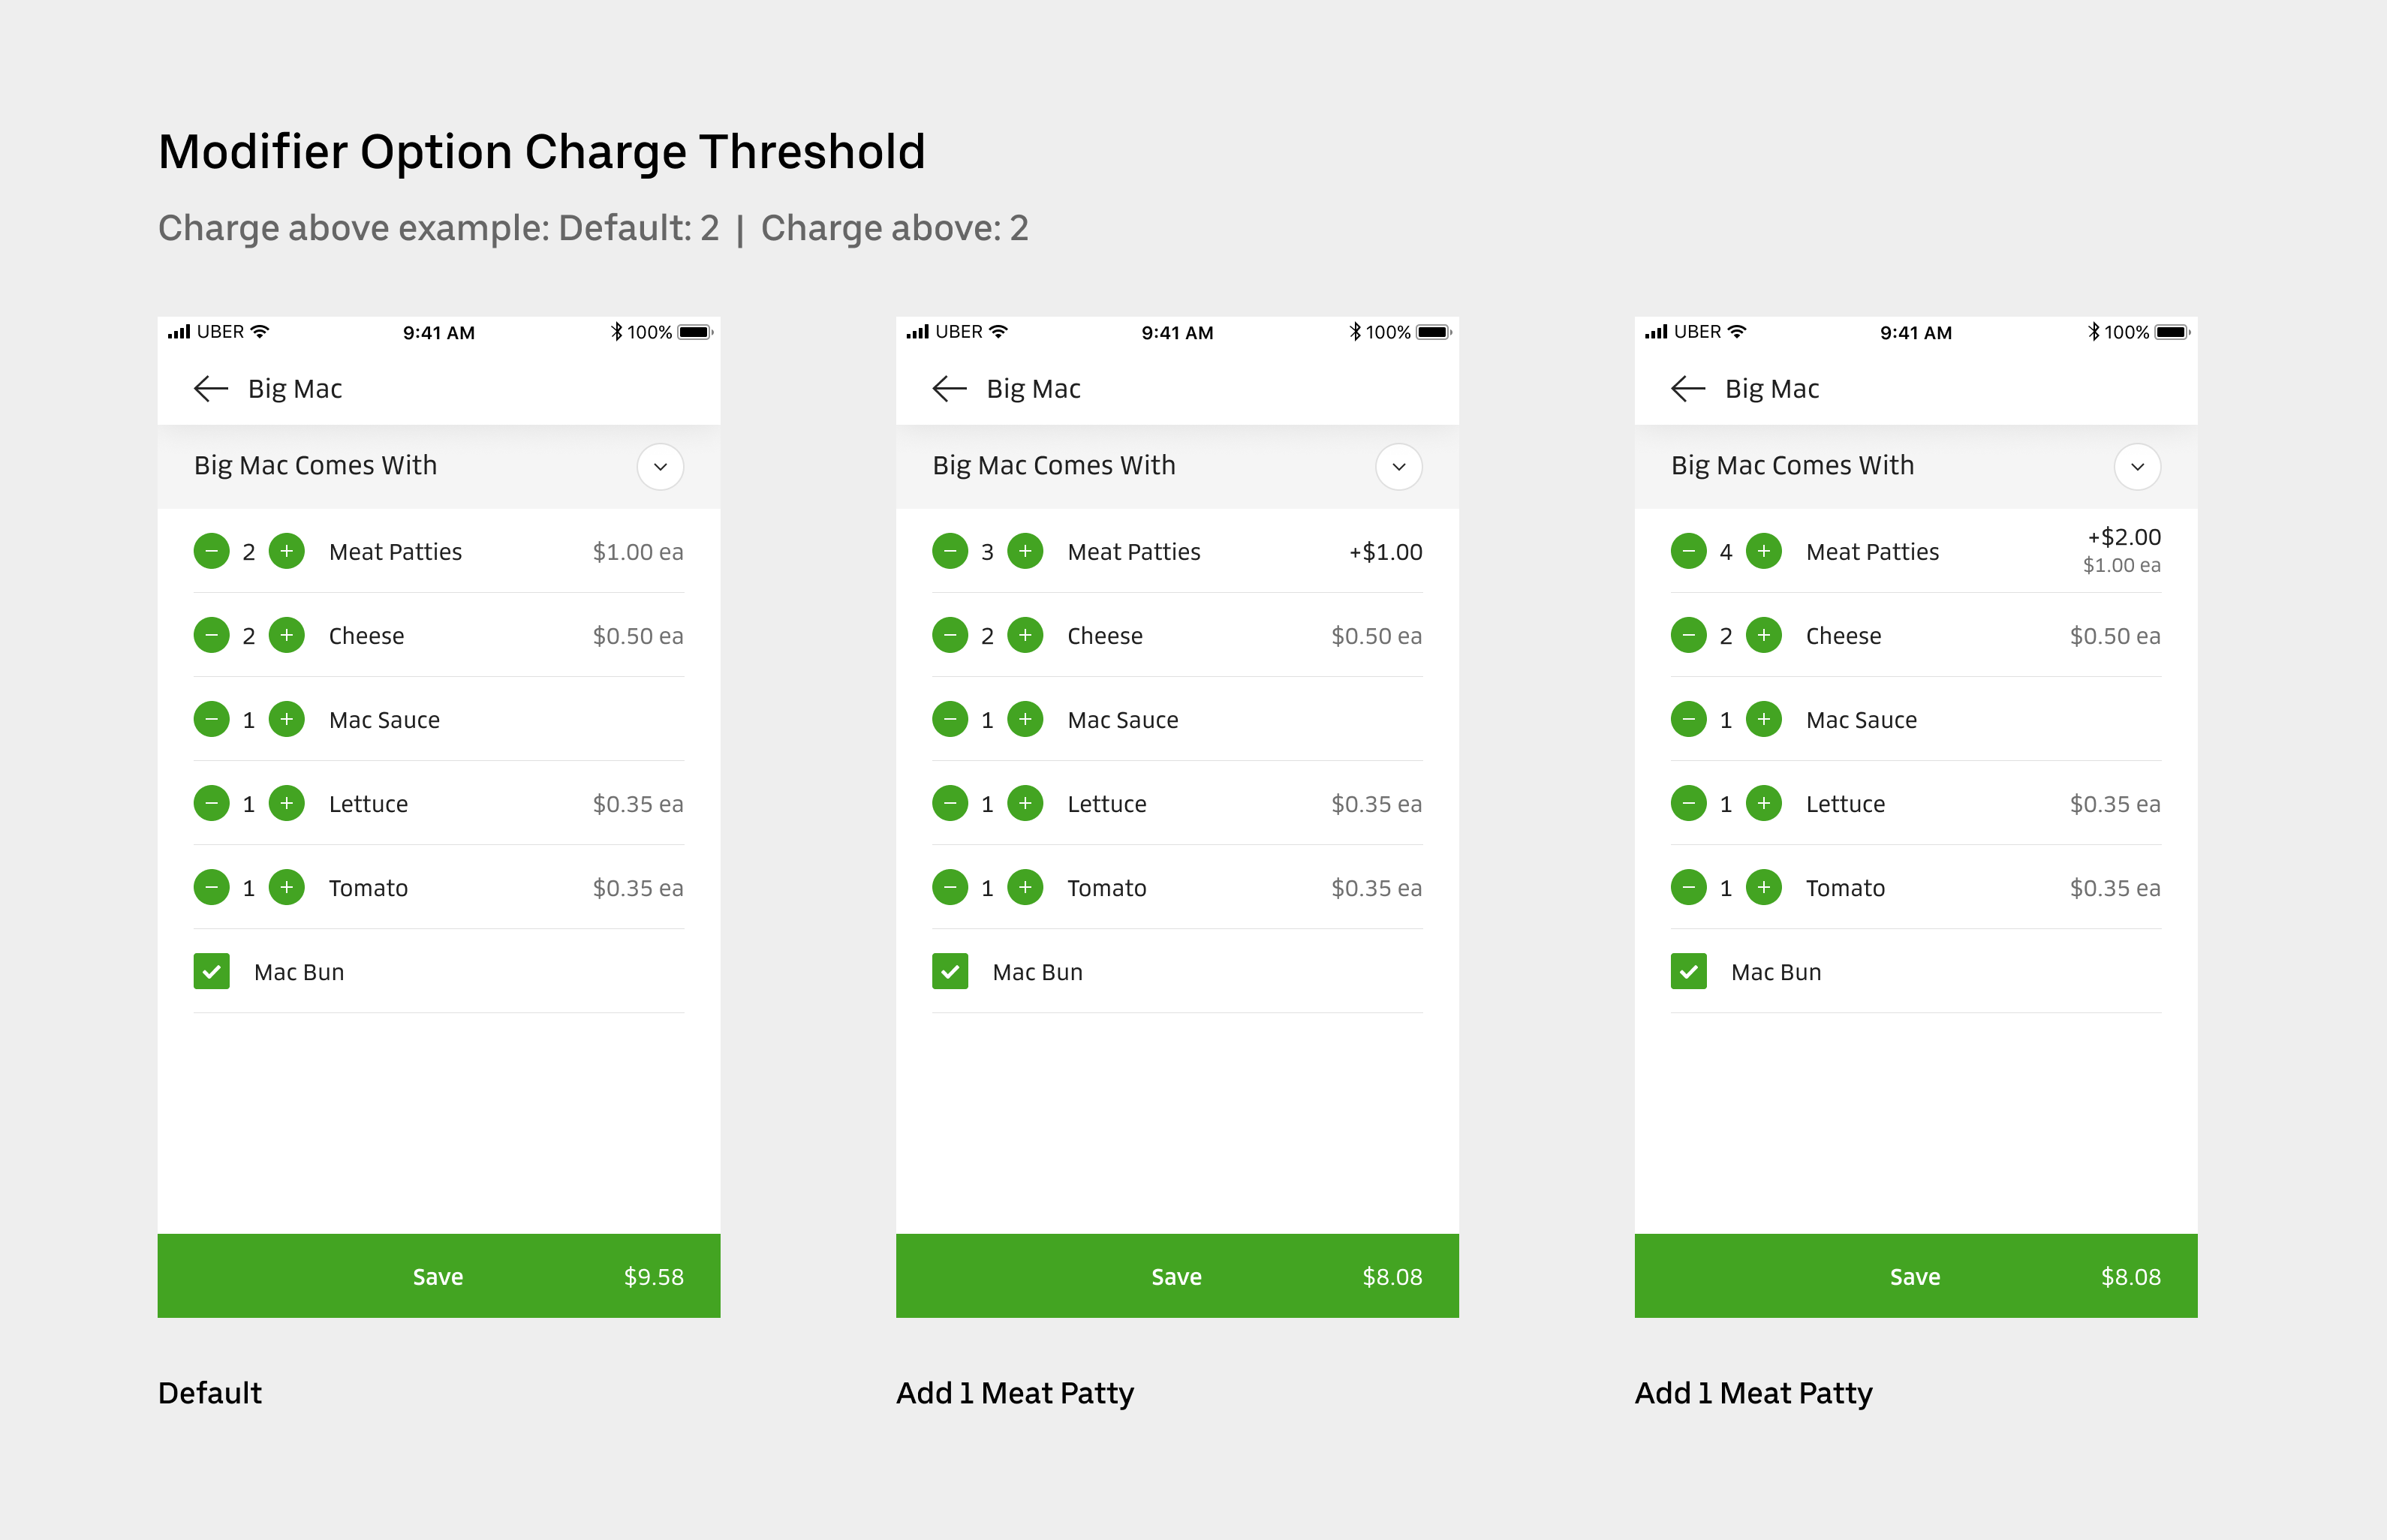 Modifier Option Charge Threshold
Charge above example: Default: 2 | Charge above: 2
UBER 9:41 AM 100%
Big Mac
Big Mac Comes With
2 Meat Patties $1.00 ea
2 Cheese $0.50 ea
1 Mac Sauce
1 Lettuce $0.35 ea
1 Tomato $0.35 ea
Mac Bun
Save $9.58
Default
UBER 9:41 AM 100%
Big Mac
Big Mac Comes With
3 Meat Patties +$1.00
2 Cheese $0.50 ea
1 Mac Sauce
1 Lettuce $0.35 ea
1 Tomato $0.35 ea
Mac Bun
Save $8.08
Add 1 Meat Patty
UBER 9:41 AM 100%
Big Mac
Big Mac Comes With
4 Meat Patties +$2.00
$1.00 ea
2 Cheese $0.50 ea
1 Mac Sauce
1 Lettuce $0.35 ea
1 Tomato $0.35 ea
Mac Bun
Save $8.08
Add 1 Meat Patty